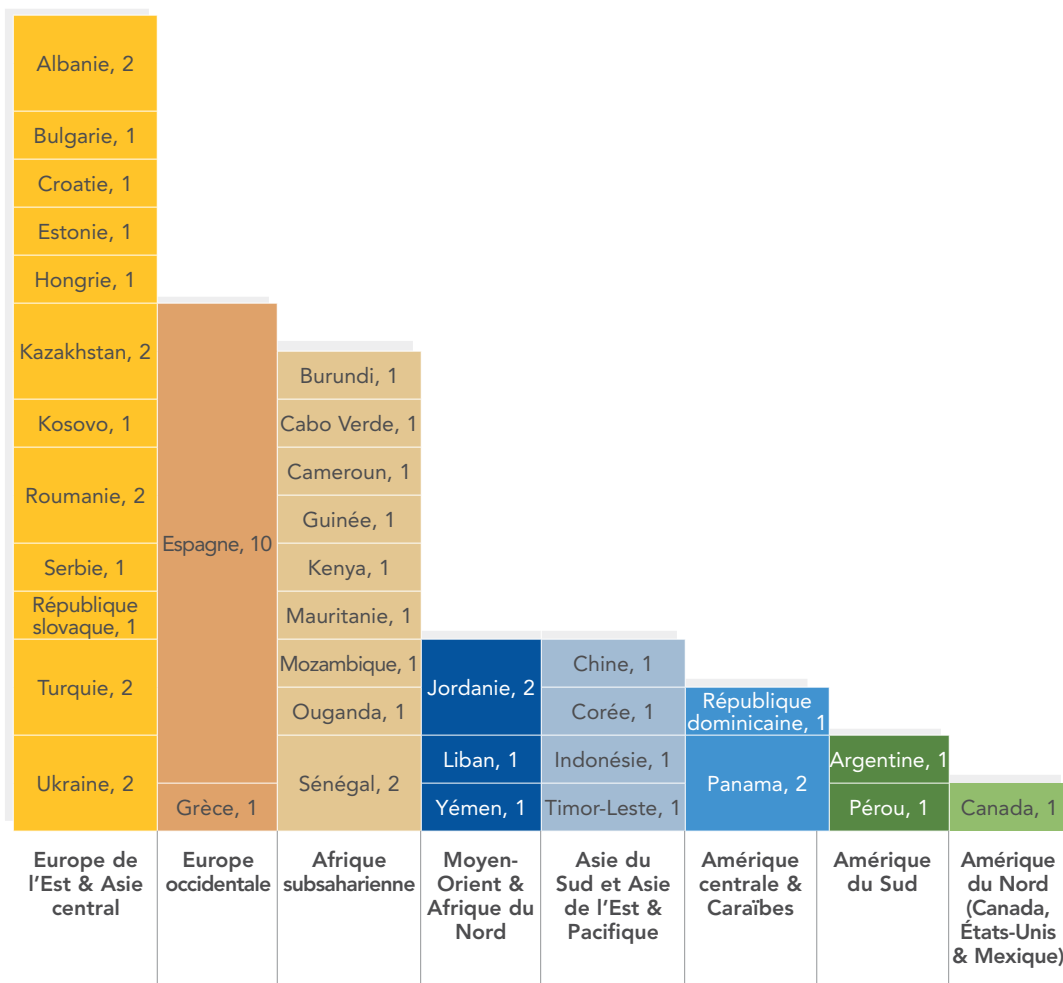 Albanie, 2
Bulgarie, 1
Croatie, 1
Estonie, 1
Hongrie, 1
Kazakhstan, 2
Kosovo, 1
Roumanie, 2
Serbie, 1
République
slovaque, 1
Turquie, 2
Ukraine, 2
Europe de
l'Est & Asie
central
Espagne, 10
Grèce, 1
Europe
occidentale
Burundi, 1
Cabo Verde, 1
Cameroun, 1
Guinée, 1
Kenya, 1
Mauritanie, 1
Mozambique, 1
Ouganda, 1
Sénégal, 2
Afrique
subsaharienne
Jordanie, 2
Liban, 1
Yémen, 1
Moyen-
Orient &
Afrique du
Nord
Chine, 1
Corée, 1
Indonésie, 1
Timor-Leste, 1
Asie du
Sud et Asie
de l'Est &
Pacifique
République
dominicaine, 1
Panama, 2
Amérique
centrale &
Caraïbes
Argentine, 1
Pérou, 1
Amérique
du Sud
Canada, 1
Amérique
du Nord
(Canada,
États-Unis
& Mexique)